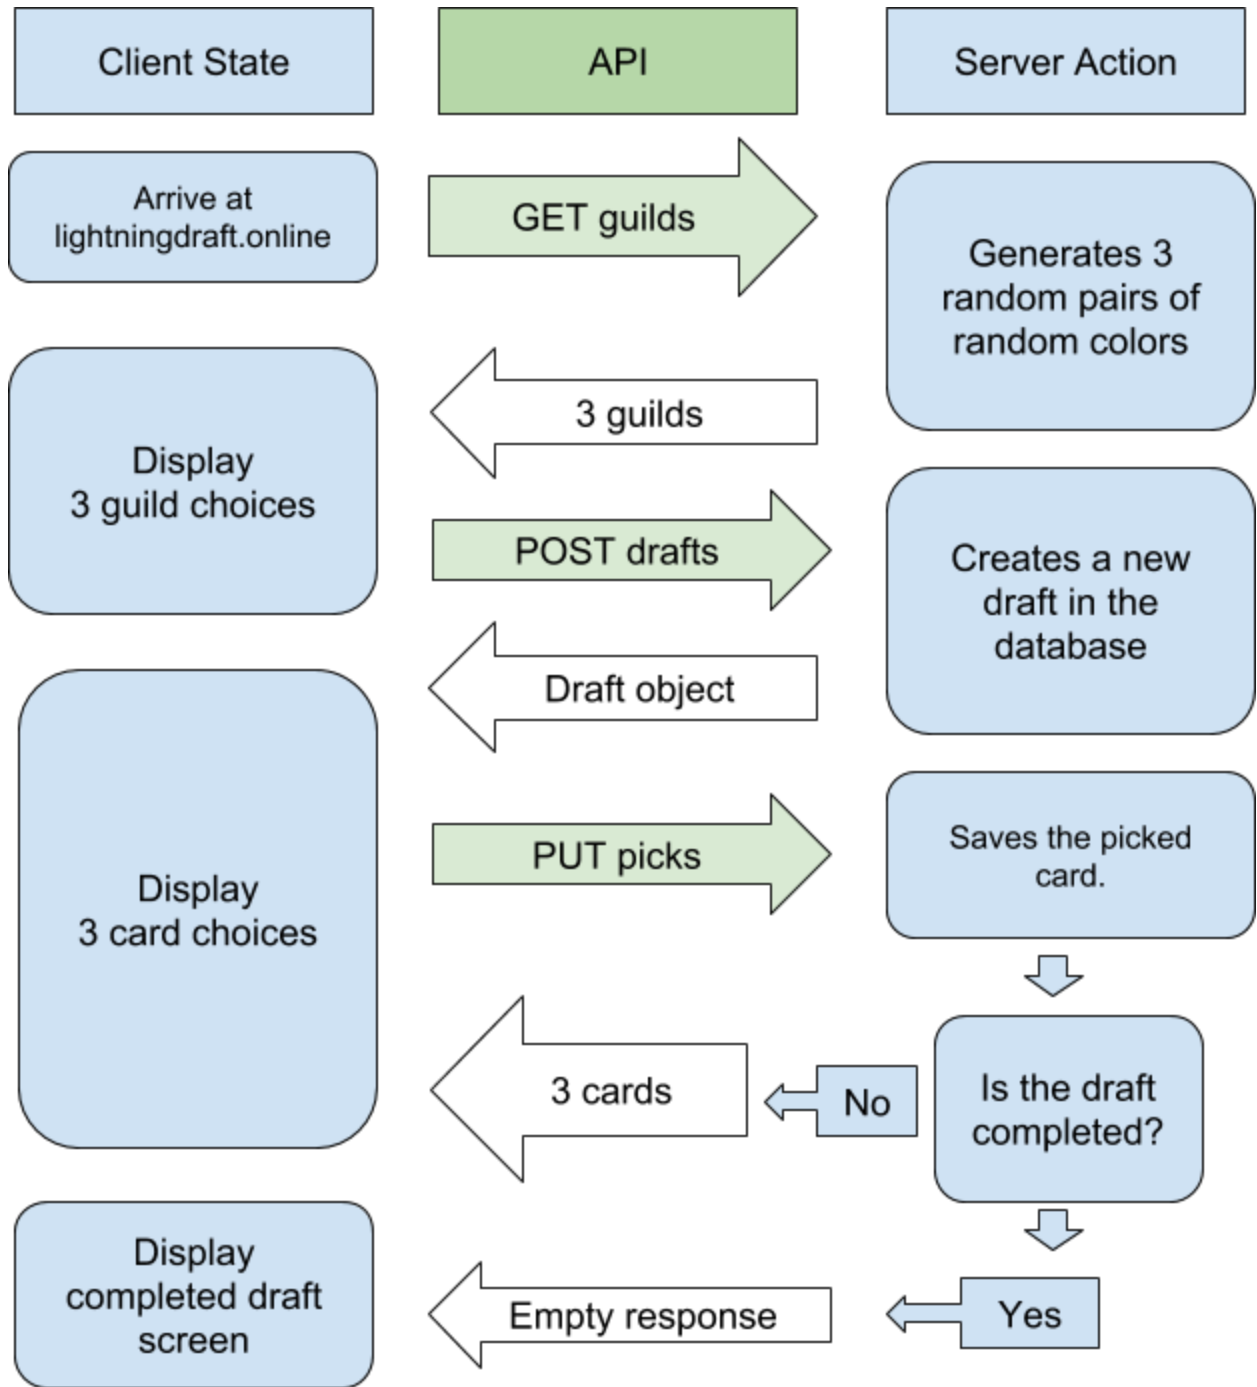 Client State
API
Server Action
Arrive at
lightningdraft.online
GET guilds
Generates 3
random pairs of
random colors
3 guilds
Display
3 guild choices
POST drafts
Creates a new
draft in the
database
Draft object
Display
3 card choices
PUT picks
Saves the picked
card.
3 cards
No
Is the draft
completed?
Display
completed draft
screen
Empty response
Yes